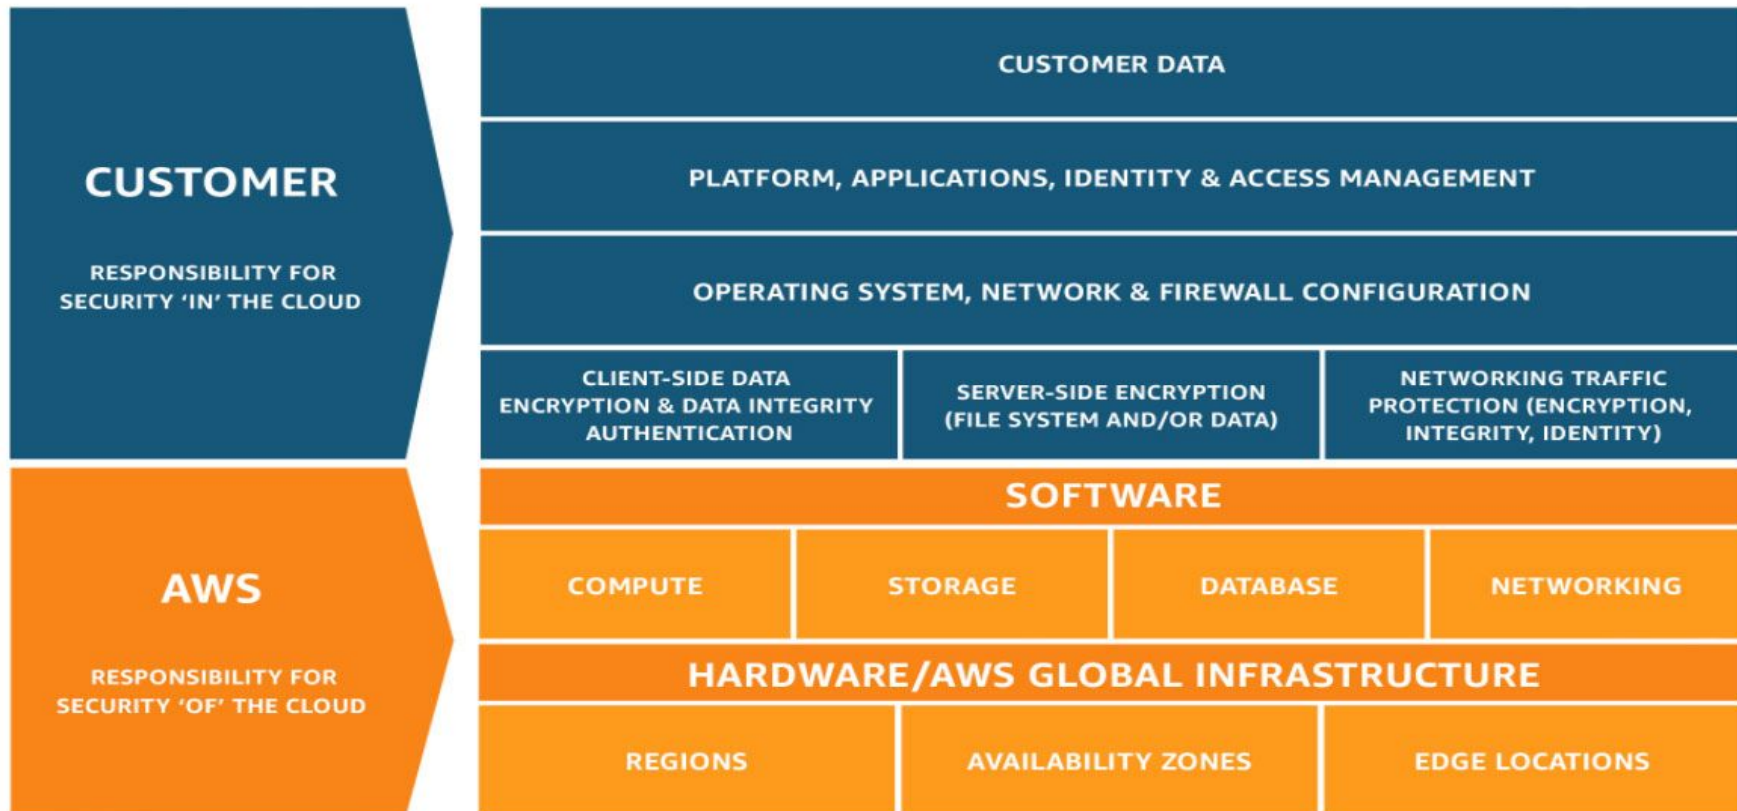 CUSTOMER
RESPONSIBILITY FOR
SECURITY ‘IN’ THE CLOUD
CUSTOMER DATA
PLATFORM, APPLICATIONS, IDENTITY & ACCESS MANAGEMENT
OPERATING SYSTEM, NETWORK & FIREWALL CONFIGURATION
CLIENT-SIDE DATA
ENCRYPTION & DATA INTEGRITY
AUTHENTICATION
SERVER-SIDE ENCRYPTION
(FILE SYSTEM AND/OR DATA)
NETWORKING TRAFFIC
PROTECTION (ENCRYPTION,
INTEGRITY, IDENTITY)
AWS
RESPONSIBILITY FOR
SECURITY ‘OF’ THE CLOUD
SOFTWARE
COMPUTE
STORAGE
DATABASE
NETWORKING
HARDWARE/AWS GLOBAL INFRASTRUCTURE
REGIONS
AVAILABILITY ZONES
EDGE LOCATIONS